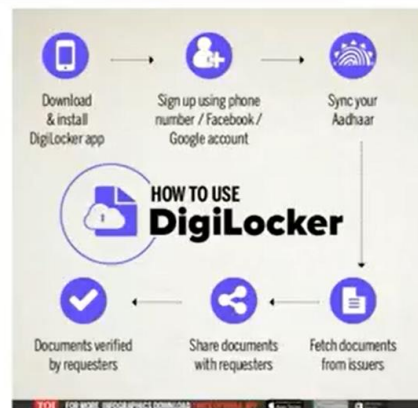 Download
& install
DigiLocker app
Sign up using phone
number / Facebook /
Google account
Sync your
Aadhaar
HOW TO USE
DigiLocker
Documents verified
by requesters
Share documents
with requesters
Fetch documents
from issuers
TOI FOR MORE INFOGRAPHICS DOWNLOAD